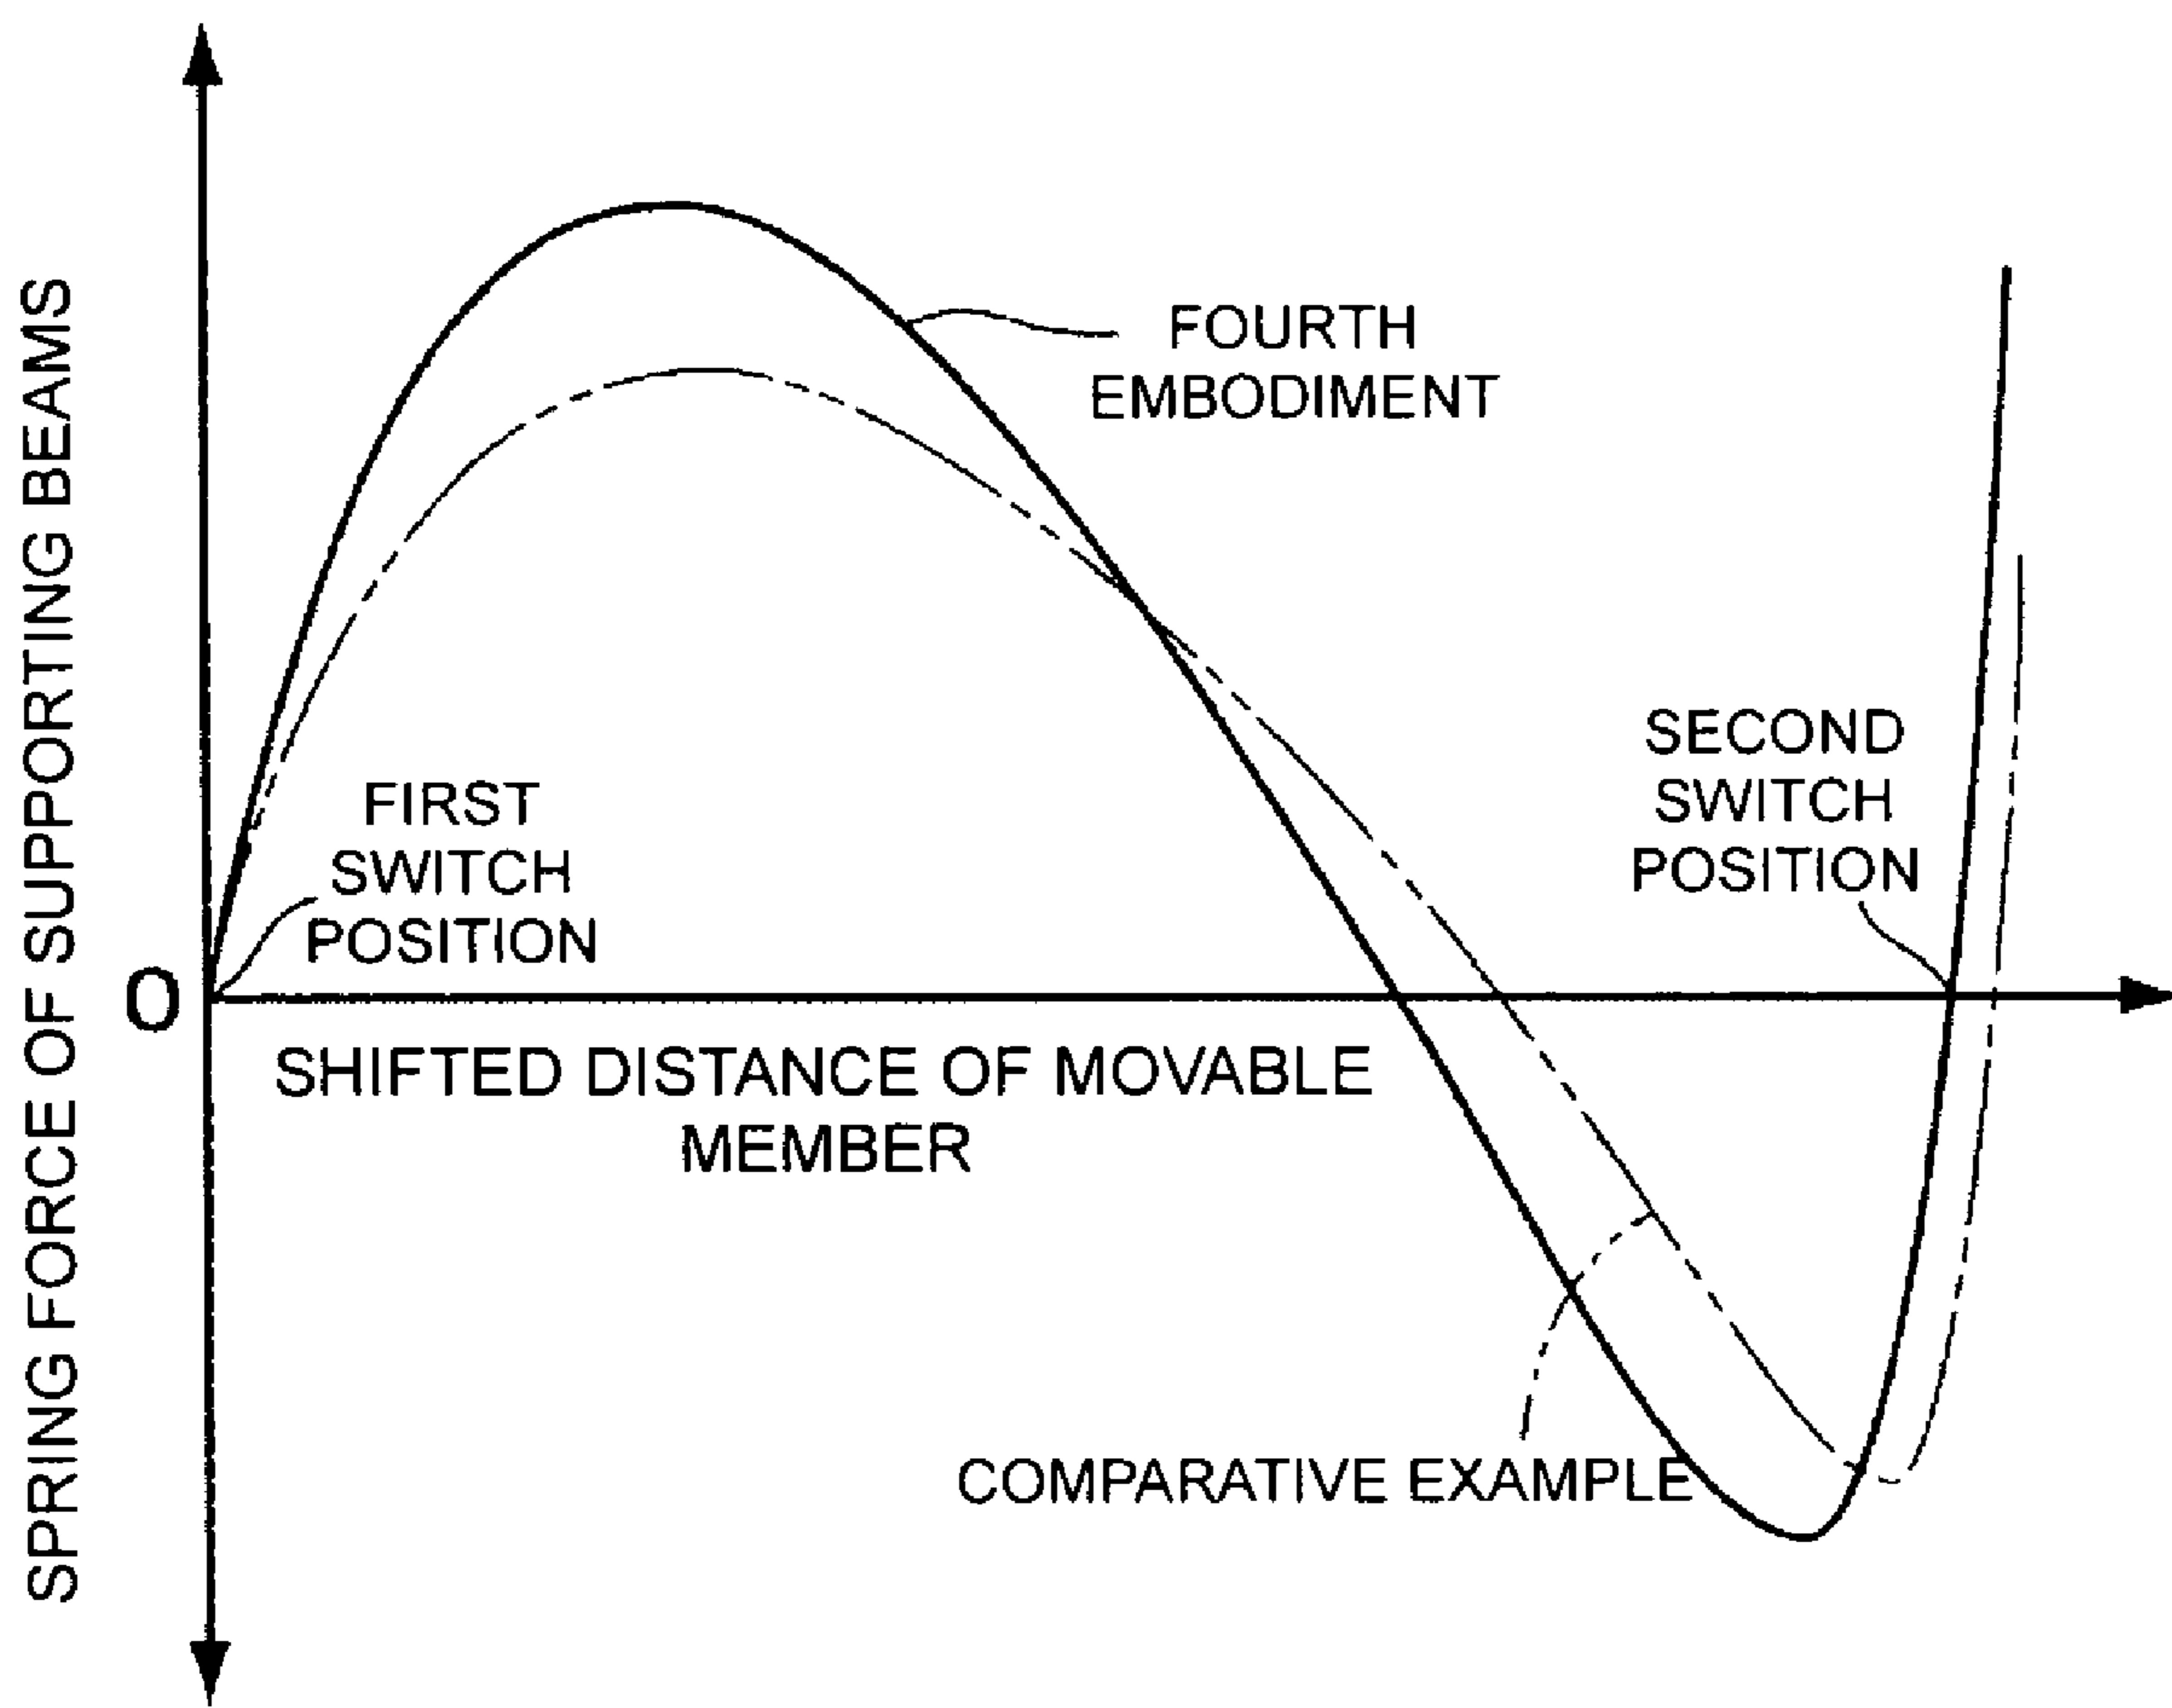 SPRING FORCE OF SUPPORTING BEAMS
FOURTH
EMBODIMENT
FIRST
SWITCH
POSITION
SECOND
SWITCH
POSITION
0
SHIFTED DISTANCE OF MOVABLE
MEMBER
COMPARATIVE EXAMPLE